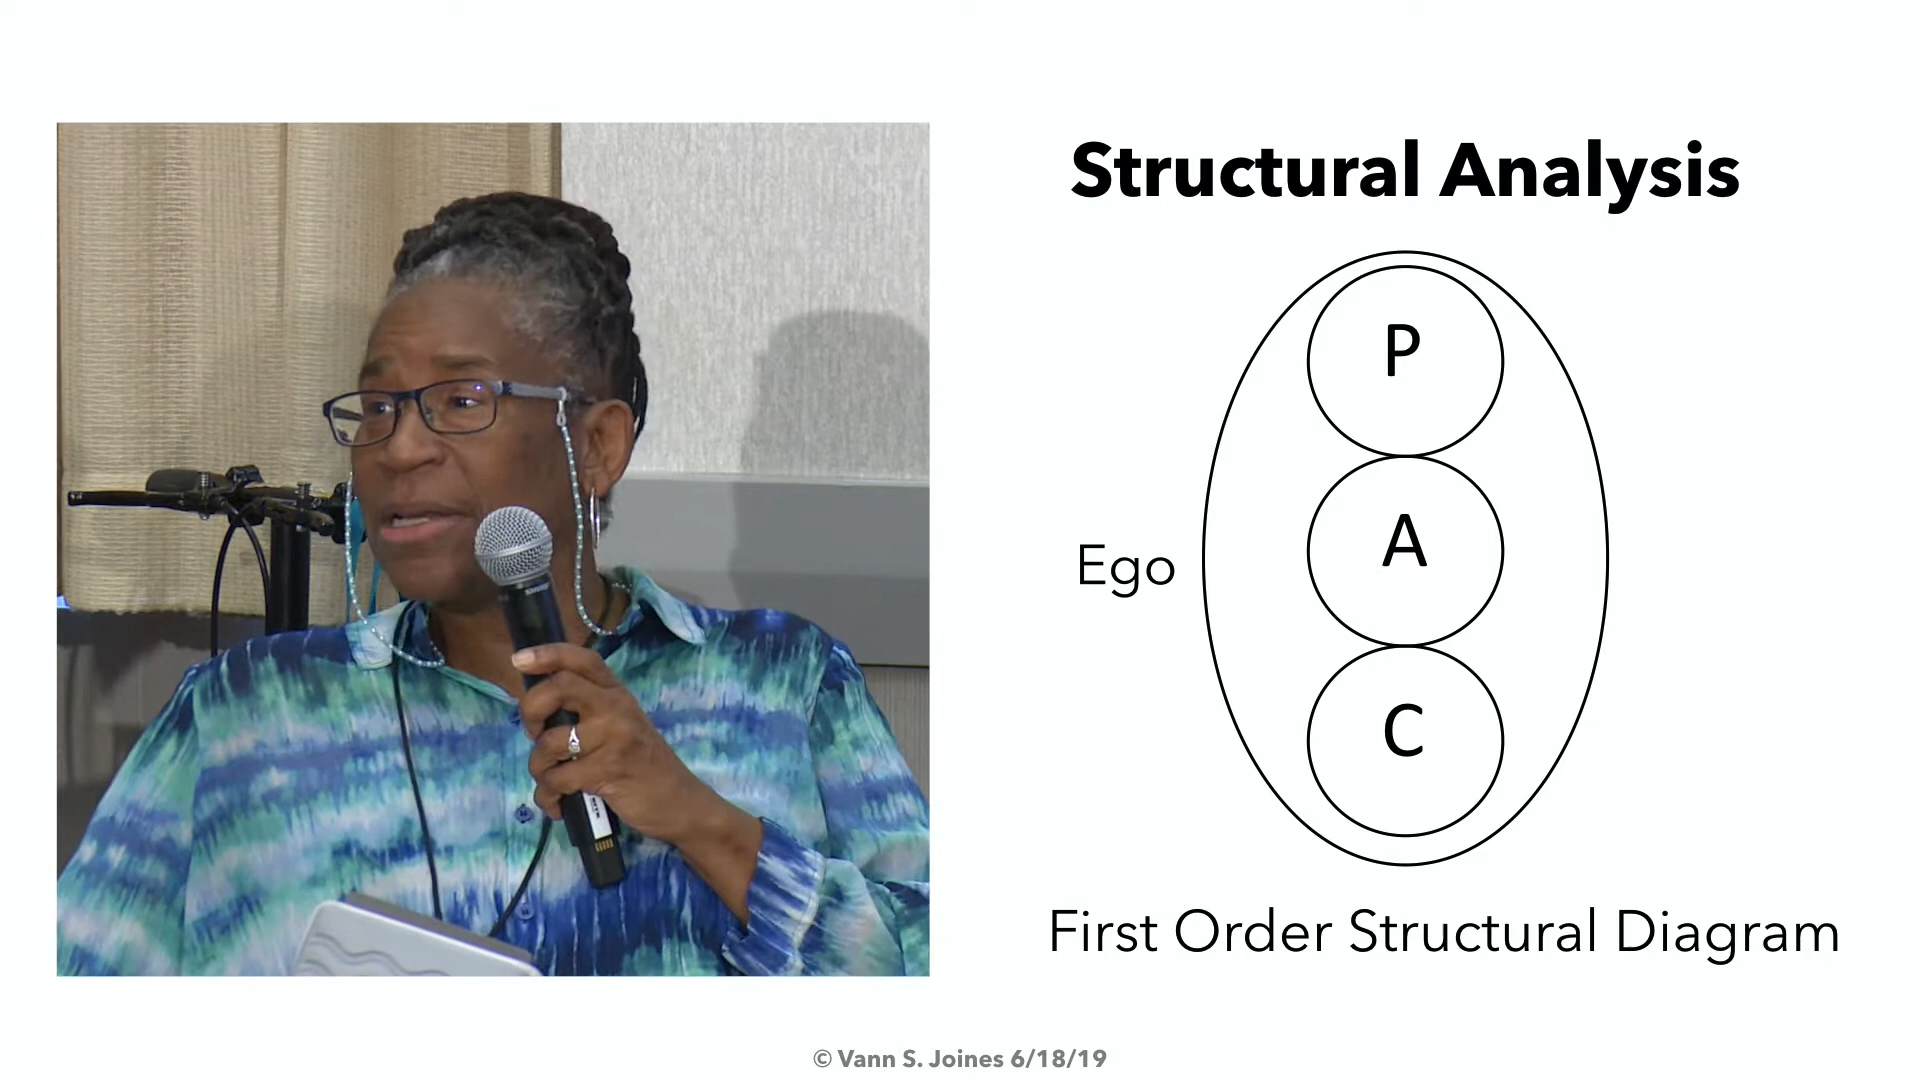 Structural Analysis
P
A
Ego
C
First Order Structural Diagram
© Vann S. Joines 6/18/19